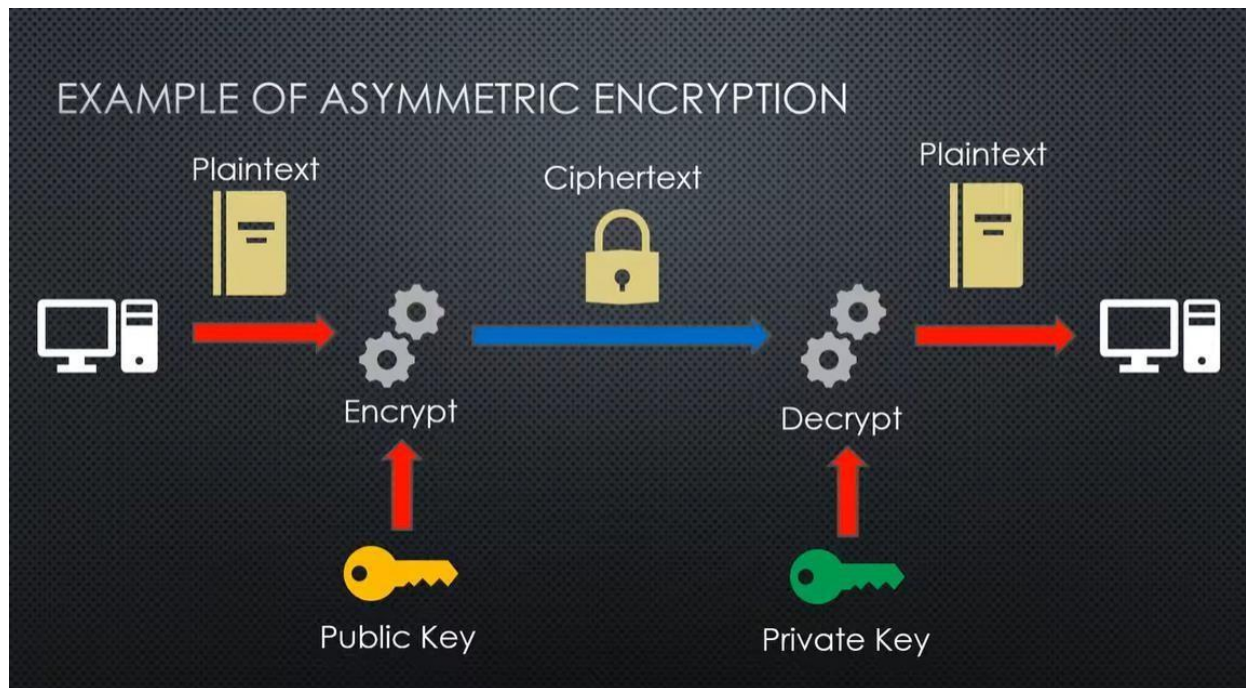 EXAMPLE OF ASYMMETRIC ENCRYPTION
Plaintext
Ciphertext
Plaintext
Encrypt
Decrypt
Public Key
Private Key